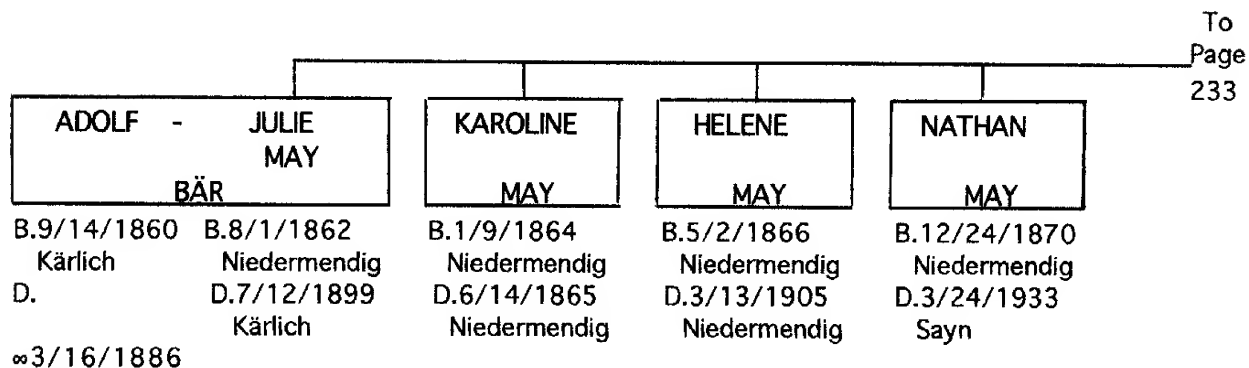 To
Page
233
ADOLF - JULIE
MAY
BÄR
B.9/14/1860 B.8/1/1862
Kärlich Niedermendig
D. D.7/12/1899
Kärlich
∞3/16/1886
KAROLINE
MAY
B.1/9/1864
Niedermendig
D.6/14/1865
Niedermendig
HELENE
MAY
B.5/2/1866
Niedermendig
D.3/13/1905
Niedermendig
NATHAN
MAY
B.12/24/1870
Niedermendig
D.3/24/1933
Sayn